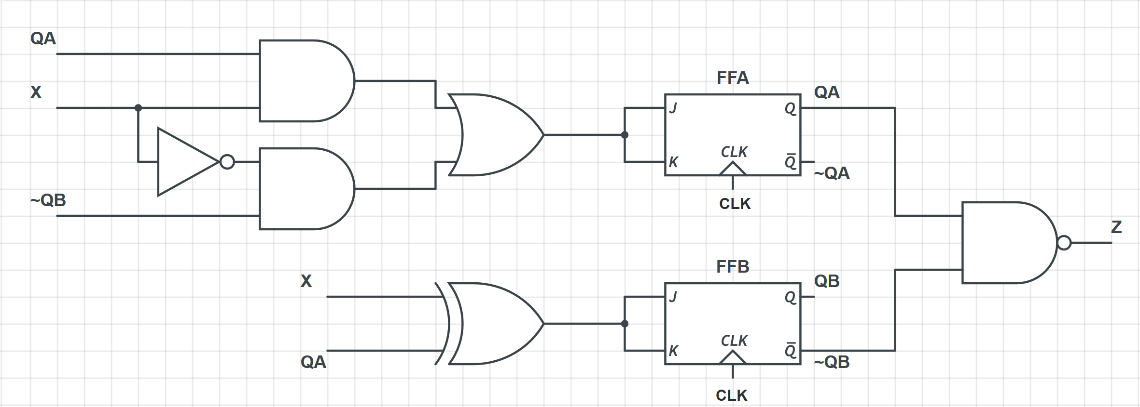 QA
X
~QB
FFA
J
Q
QA
CLK
K
Q̅
~QA
CLK
Z
X
QA
FFB
J
Q
QB
CLK
K
Q̅
~QB
CLK